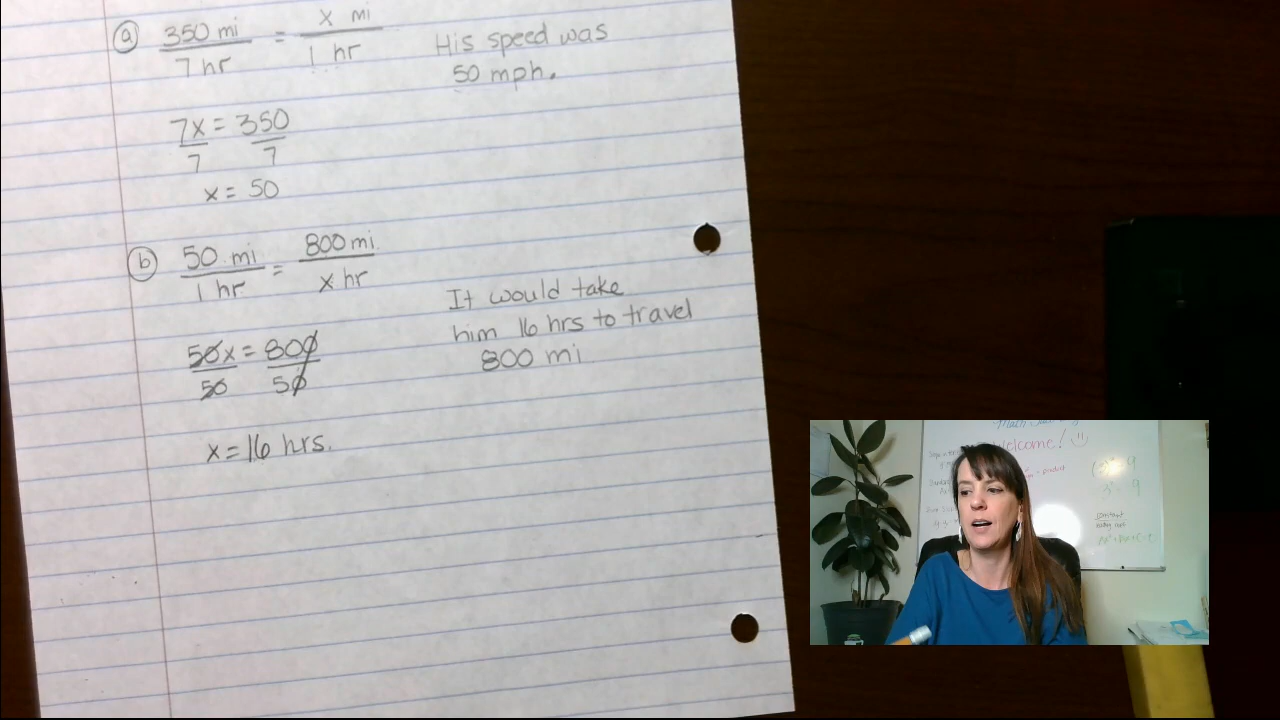 a 350 mi / 7 hr = x mi / 1 hr
His speed was
50 mph.
7x = 350
7 7
x = 50
b 50 mi / 1 hr = 800 mi / x hr
It would take
him 16 hrs to travel
800 mi
50x = 800
50 50
x = 16 hrs.
Welcome!